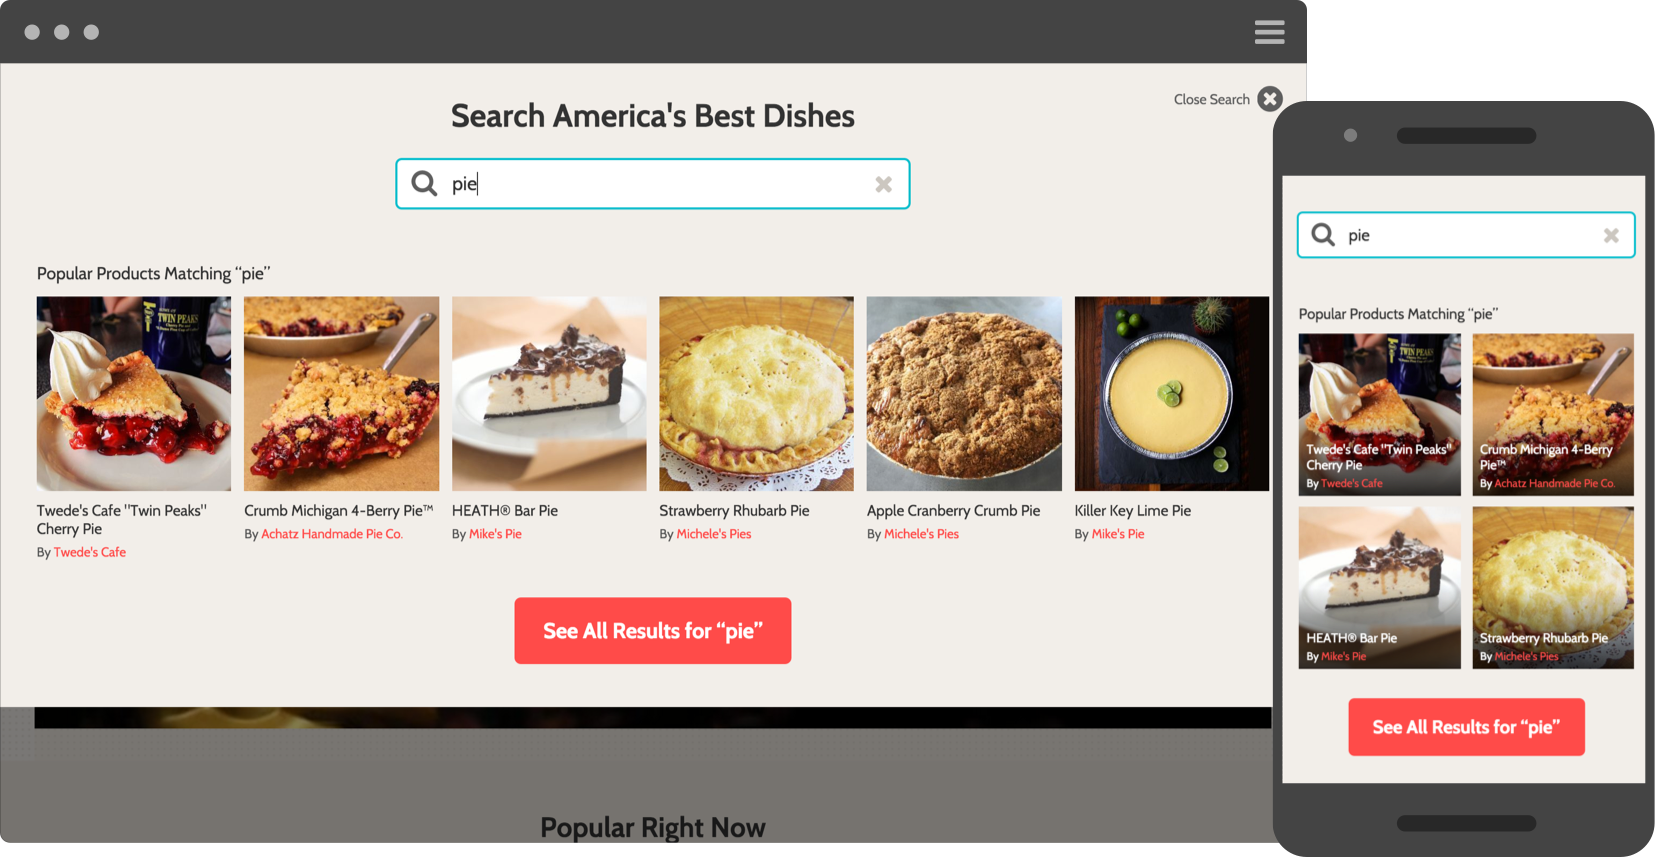 Close Search
Search America's Best Dishes
pie
Popular Products Matching “pie”
TWIN PEAKS
Twede's Cafe "Twin Peaks"
Cherry Pie
By Twede's Cafe
Crumb Michigan 4-Berry Pie™
By Achatz Handmade Pie Co.
HEATH® Bar Pie
By Mike's Pie
Strawberry Rhubarb Pie
By Michele's Pies
Apple Cranberry Crumb Pie
By Michele's Pies
Killer Key Lime Pie
By Mike's Pie
See All Results for “pie”
Popular Right Now
pie
Popular Products Matching “pie”
TWIN PEAKS
Twede's Cafe "Twin Peaks"
Cherry Pie
By Twede's Cafe
Crumb Michigan 4-Berry
Pie™
By Achatz Handmade Pie Co.
HEATH® Bar Pie
By Mike's Pie
Strawberry Rhubarb Pie
By Michele's Pies
See All Results for “pie”